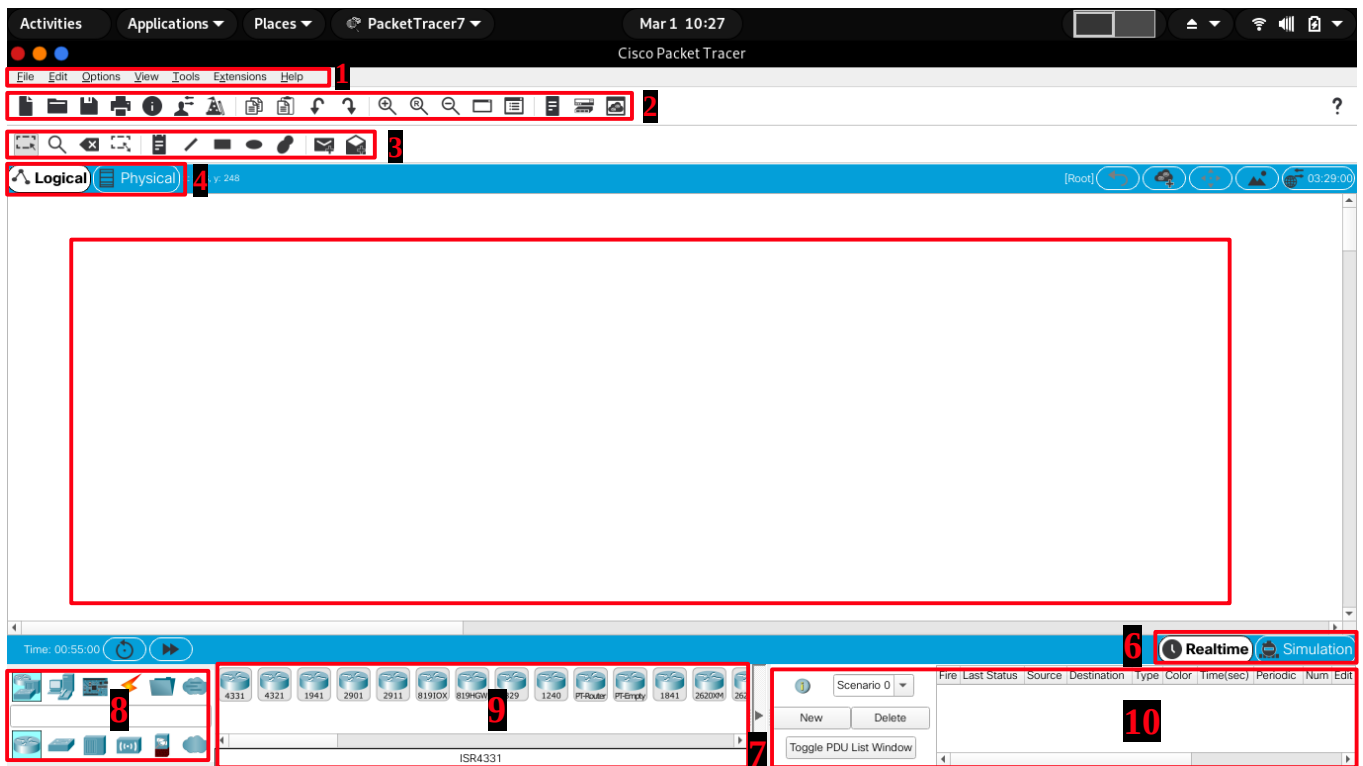 Activities Applications Places PacketTracer7 Mar 1 10:27
Cisco Packet Tracer
File Edit Options View Tools Extensions Help 1
2 ?
3
Logical Physical 4 y: 248 [Root] 03:29:00
Time: 00:55:00 6 Realtime Simulation
8
4331 4321 1941 2901 2911 819IOX 819HGW 829 1240 PT-Router PT-Empty 1841 2620XM 262
9
ISR4331
7
Scenario 0
New Delete
Toggle PDU List Window
Fire Last Status Source Destination Type Color Time(sec) Periodic Num Edit
10